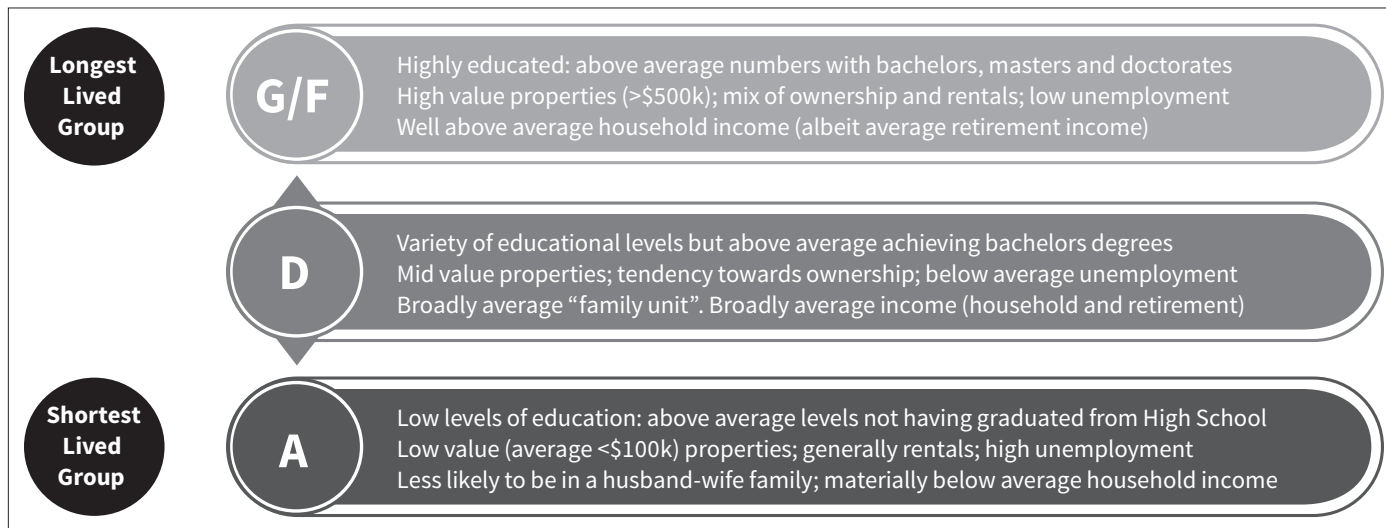 Longest
Lived
Group
G/F
Highly educated: above average numbers with bachelors, masters and doctorates
High value properties (>$500k); mix of ownership and rentals; low unemployment
Well above average household income (albeit average retirement income)
D
Variety of educational levels but above average achieving bachelors degrees
Mid value properties; tendency towards ownership; below average unemployment
Broadly average “family unit”. Broadly average income (household and retirement)
Shortest
Lived
Group
A
Low levels of education: above average levels not having graduated from High School
Low value (average <$100k) properties; generally rentals; high unemployment
Less likely to be in a husband-wife family; materially below average household income